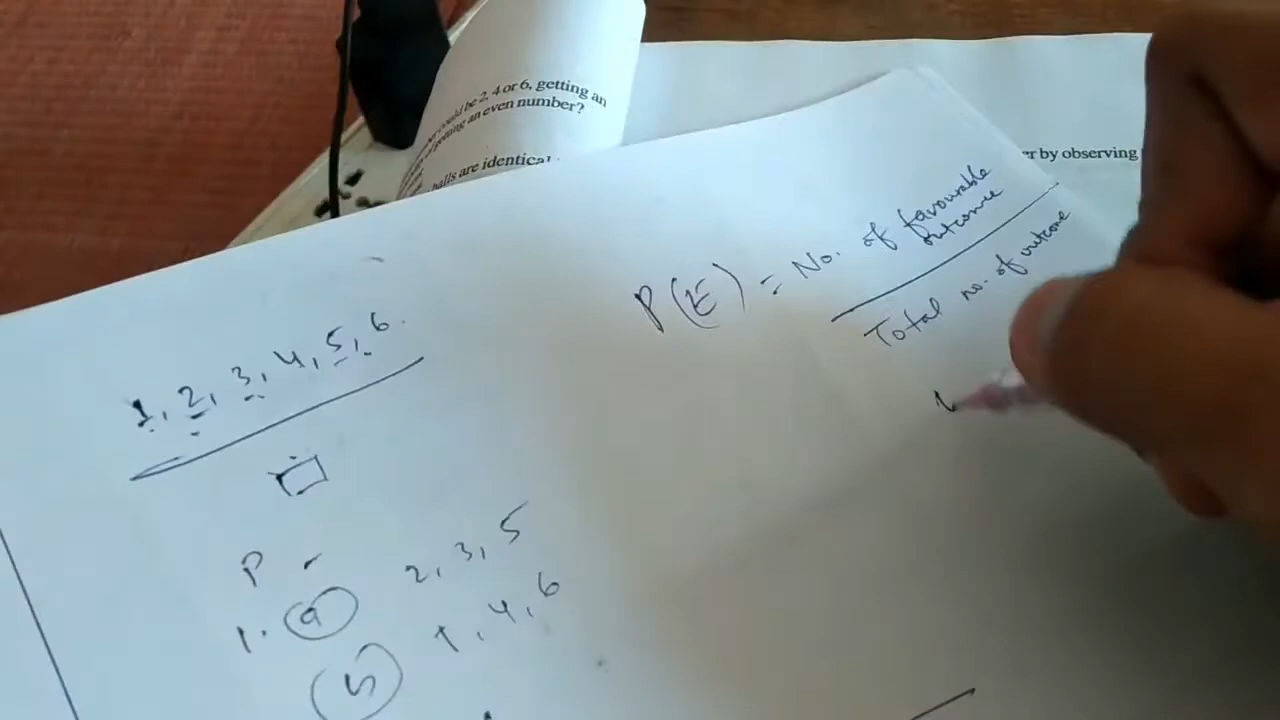 could be 2, 4 or 6, getting an
getting an even number?
balls are identical
by observing
P(E) = No. of favourable outcome
Total no. of outcome
1, 2, 3, 4, 5, 6.
P
1. (a) 2, 3, 5
(b) 1, 4, 6